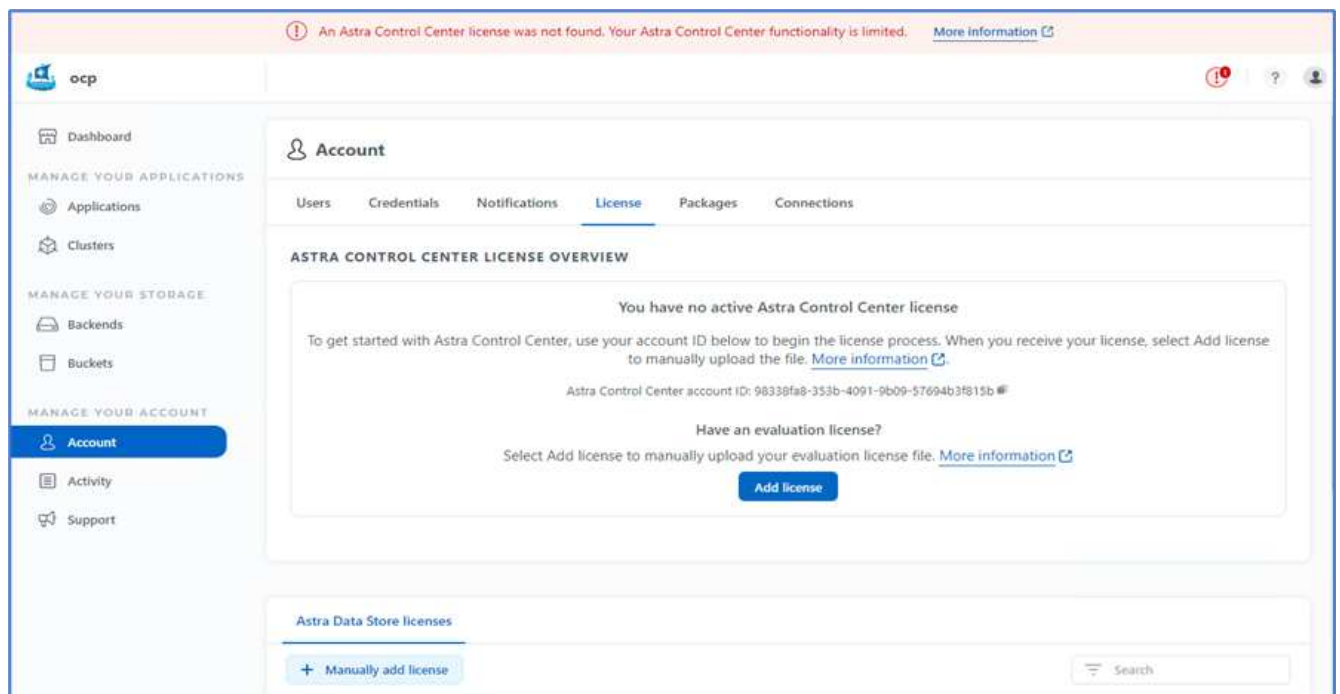 An Astra Control Center license was not found. Your Astra Control Center functionality is limited. More information
ocp
?
Dashboard
MANAGE YOUR APPLICATIONS
Applications
Clusters
MANAGE YOUR STORAGE
Backends
Buckets
MANAGE YOUR ACCOUNT
Account
Activity
Support
Account
Users Credentials Notifications License Packages Connections
ASTRA CONTROL CENTER LICENSE OVERVIEW
You have no active Astra Control Center license
To get started with Astra Control Center, use your account ID below to begin the license process. When you receive your license, select Add license
to manually upload the file. More information.
Astra Control Center account ID: 98338fa8-353b-4091-9b09-57694b3f815b
Have an evaluation license?
Select Add license to manually upload your evaluation license file. More information
Add license
Astra Data Store licenses
+ Manually add license
Search